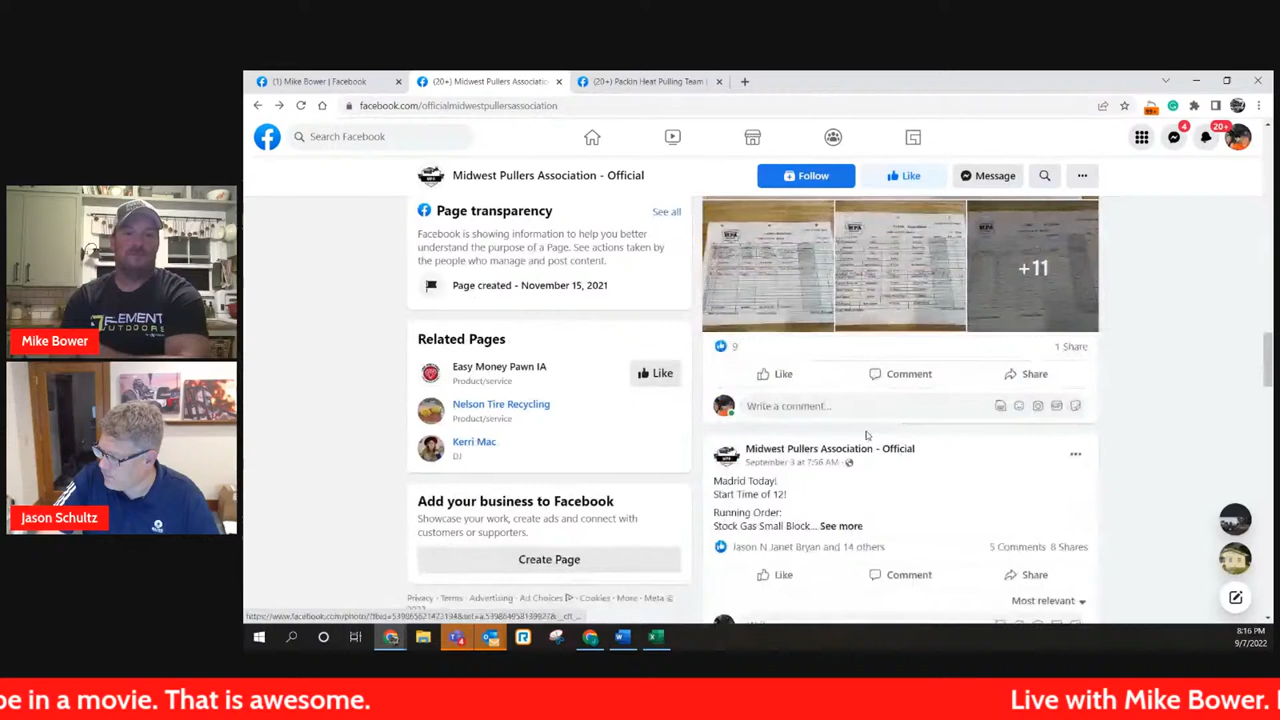 (1) Mike Bower | Facebook
(20+) Midwest Pullers Associatio
(20+) Packin Heat Pulling Team |
facebook.com/officialmidwestpullersassociation
Search Facebook
4
20+
Midwest Pullers Association - Official
Follow
Like
Message
Page transparency
See all
Facebook is showing information to help you better
understand the purpose of a Page. See actions taken
by the people who manage and post content.
Page created - November 15, 2021
Related Pages
Easy Money Pawn IA
Product/service
Like
Nelson Tire Recycling
Product/service
Kerri Mac
DJ
Add your business to Facebook
Showcase your work, create ads and connect with
customers or supporters.
Create Page
Privacy · Terms · Advertising · Ad Choices · Cookies · More · Meta ©
MPA
MPA
MPA
+11
9
1 Share
Like
Comment
Share
Write a comment...
Midwest Pullers Association - Official
September 3 at 7:56 AM ·
Madrid Today!
Start Time of 12!
Running Order:
Stock Gas Small Block... See more
Jason N Janet Bryan and 14 others
5 Comments 8 Shares
Like
Comment
Share
Most relevant
8:16 PM
9/7/2022
7 ELEMENT
OUTDOORS
Mike Bower
Jason Schultz
be in a movie. That is awesome.
Live with Mike Bower.